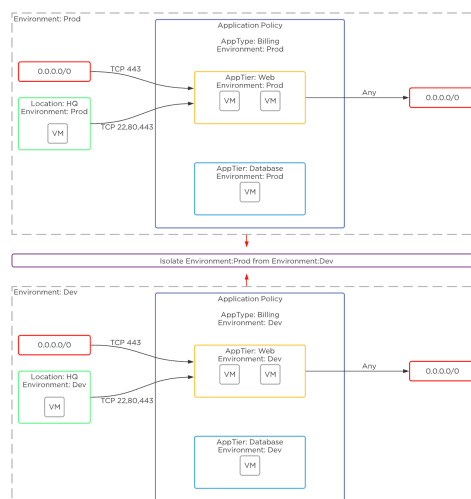 Environment: Prod
Application Policy
AppType: Billing
Environment: Prod
0.0.0.0/0
TCP 443
AppTier: Web
Environment: Prod
VM
VM
Any
0.0.0.0/0
Location: HQ
Environment: Prod
VM
TCP 22,80,443
AppTier: Database
Environment: Prod
VM
Isolate Environment:Prod from Environment:Dev
Environment: Dev
Application Policy
AppType: Billing
Environment: Dev
0.0.0.0/0
TCP 443
AppTier: Web
Environment: Dev
VM
VM
Any
0.0.0.0/0
Location: HQ
Environment: Dev
VM
TCP 22,80,443
AppTier: Database
Environment: Dev
VM